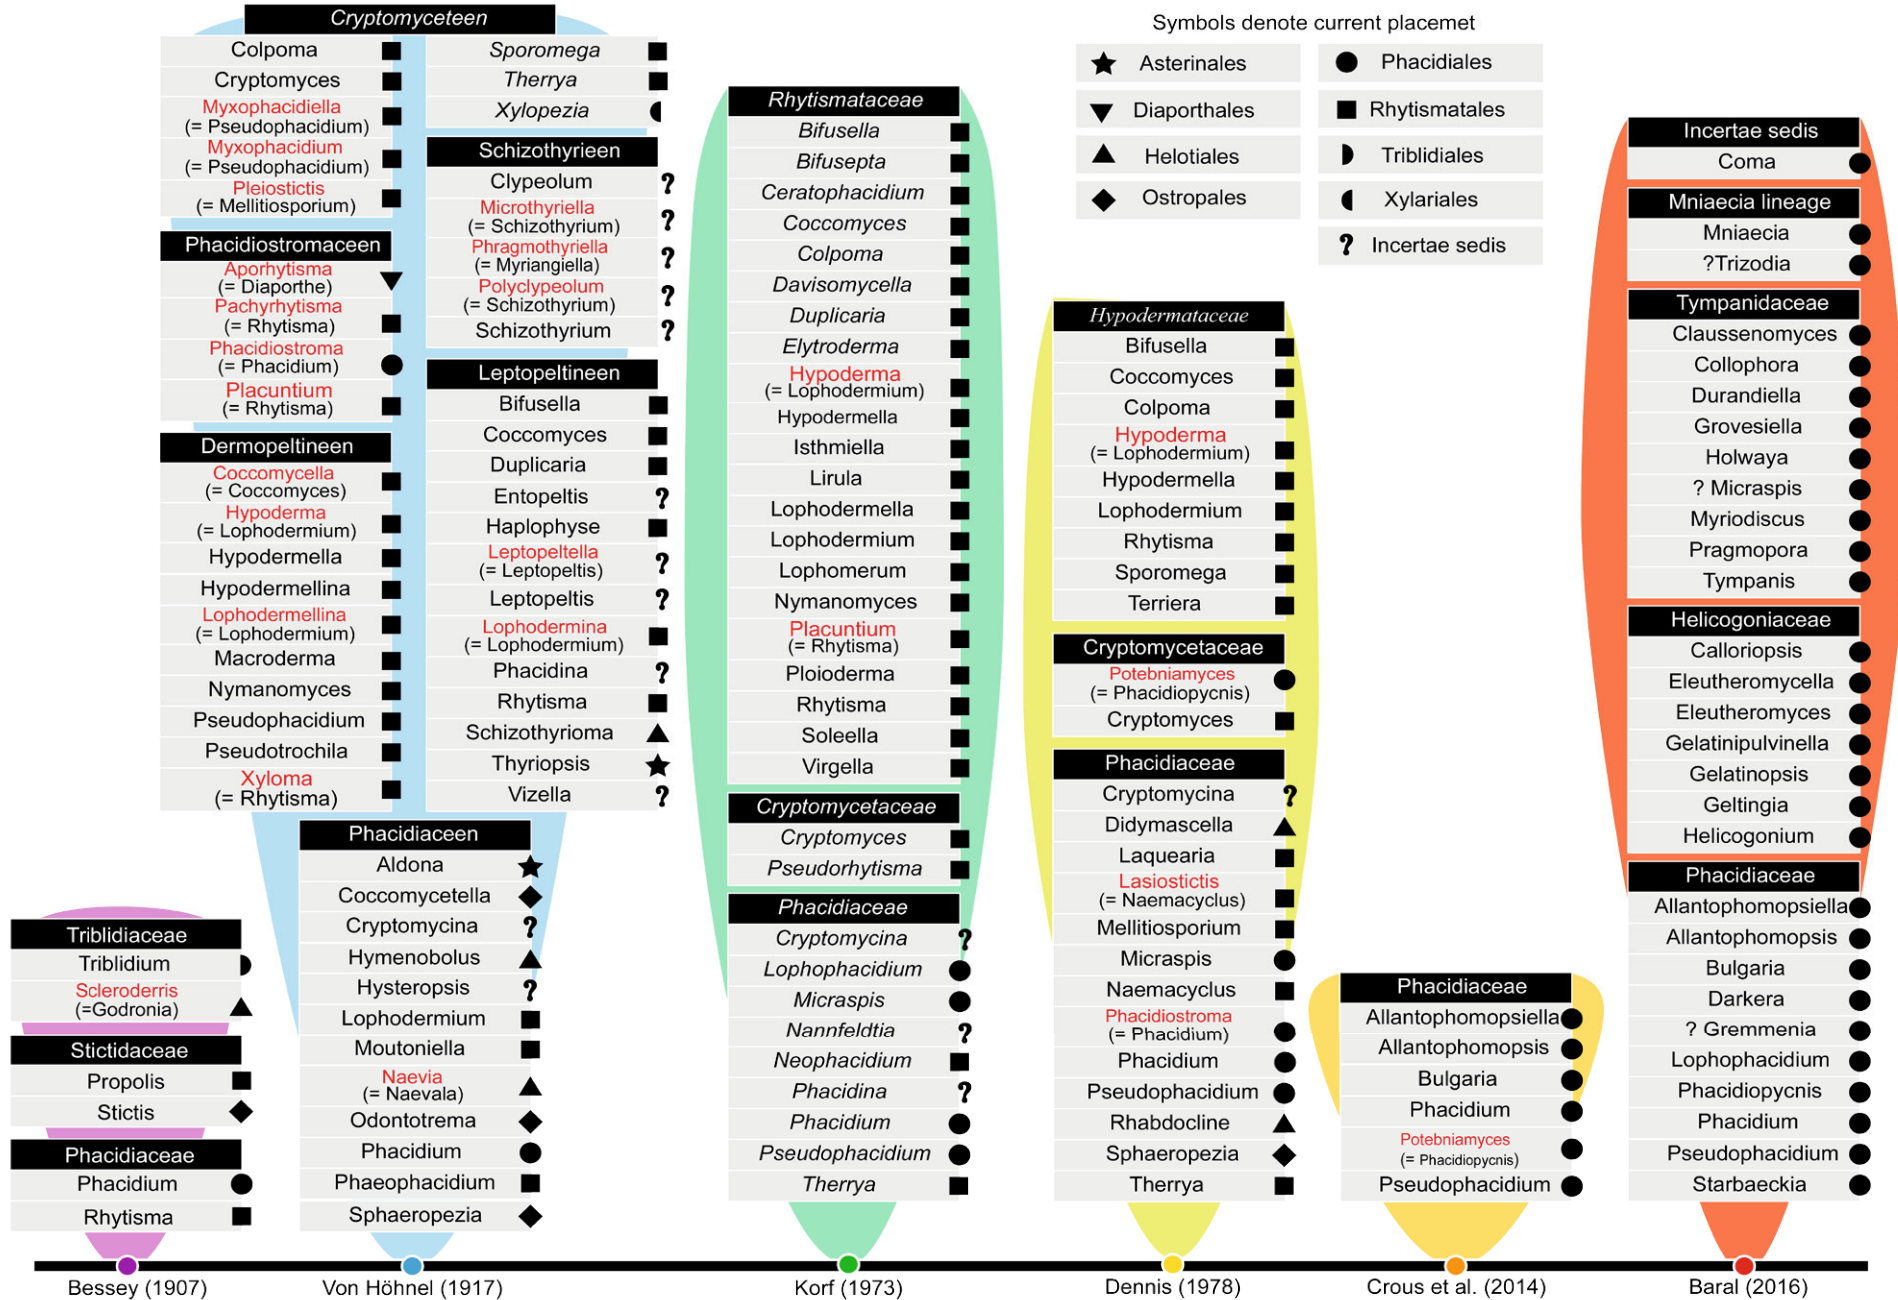 Symbols denote current placemet
Asterinales
Diaporthales
Helotiales
Ostropales
Phacidiales
Rhytismatales
Triblidiales
Xylariales
? Incertae sedis
Triblidiaceae
Triblidium
Scleroderris
(=Godronia)
Stictidaceae
Propolis
Stictis
Phacidiaceae
Phacidium
Rhytisma
Bessey (1907)
Cryptomyceteen
Colpoma
Cryptomyces
Myxophacidiella
(= Pseudophacidium)
Myxophacidium
(= Pseudophacidium)
Pleiostictis
(= Mellitiosporium)
Sporomega
Therrya
Xylopezia
Phacidiostromaceen
Aporhytisma
(= Diaporthe)
Pachyrhytisma
(= Rhytisma)
Phacidiostroma
(= Phacidium)
Placuntium
(= Rhytisma)
Dermopeltineen
Coccomycella
(= Coccomyces)
Hypoderma
(= Lophodermium)
Hypodermella
Hypodermellina
Lophodermellina
(= Lophodermium)
Macroderma
Nymanomyces
Pseudophacidium
Pseudotrochila
Xyloma
(= Rhytisma)
Schizothyrieen
Clypeolum ?
Microthyriella
(= Schizothyrium) ?
Phragmothyriella
(= Myriangiella) ?
Polyclypeolum
(= Schizothyrium) ?
Schizothyrium ?
Leptopeltineen
Bifusella
Coccomyces
Duplicaria
Entopeltis ?
Haplophyse
Leptopeltella
(= Leptopeltis) ?
Leptopeltis ?
Lophodermina
(= Lophodermium)
Phacidina ?
Rhytisma
Schizothyrioma
Thyriopsis
Vizella ?
Phacidiaceen
Aldona
Coccomycetella
Cryptomycina ?
Hymenobolus
Hysteropsis ?
Lophodermium
Moutoniella
Naevia
(= Naevala)
Odontotrema
Phacidium
Phaeophacidium
Sphaeropezia
Von Höhnel (1917)
Rhytismataceae
Bifusella
Bifusepta
Ceratophacidium
Coccomyces
Colpoma
Davisomycella
Duplicaria
Elytroderma
Hypoderma
(= Lophodermium)
Hypodermella
Isthmiella
Lirula
Lophodermella
Lophodermium
Lophomerum
Nymanomyces
Placuntium
(= Rhytisma)
Ploioderma
Rhytisma
Soleella
Virgella
Cryptomycetaceae
Cryptomyces
Pseudorhytisma
Phacidiaceae
Cryptomycina ?
Lophophacidium
Micraspis
Nannfeldtia ?
Neophacidium
Phacidina ?
Phacidium
Pseudophacidium
Therrya
Korf (1973)
Hypodermataceae
Bifusella
Coccomyces
Colpoma
Hypoderma
(= Lophodermium)
Hypodermella
Lophodermium
Rhytisma
Sporomega
Terriera
Cryptomycetaceae
Potebniamyces
(= Phacidiopycnis)
Cryptomyces
Phacidiaceae
Cryptomycina ?
Didymascella
Laquearia
Lasiostictis
(= Naemacyclus)
Mellitiosporium
Micraspis
Naemacyclus
Phacidiostroma
(= Phacidium)
Phacidium
Pseudophacidium
Rhabdocline
Sphaeropezia
Therrya
Dennis (1978)
Phacidiaceae
Allantophomopsiella
Allantophomopsis
Bulgaria
Phacidium
Potebniamyces
(= Phacidiopycnis)
Pseudophacidium
Crous et al. (2014)
Incertae sedis
Coma
Mniaecia lineage
Mniaecia
?Trizodia
Tympanidaceae
Claussenomyces
Collophora
Durandiella
Grovesiella
Holwaya
? Micraspis
Myriodiscus
Pragmopora
Tympanis
Helicogoniaceae
Calloriopsis
Eleutheromycella
Eleutheromyces
Gelatinipulvinella
Gelatinopsis
Geltingia
Helicogonium
Phacidiaceae
Allantophomopsiella
Allantophomopsis
Bulgaria
Darkera
? Gremmenia
Lophophacidium
Phacidiopycnis
Phacidium
Pseudophacidium
Starbaeckia
Baral (2016)